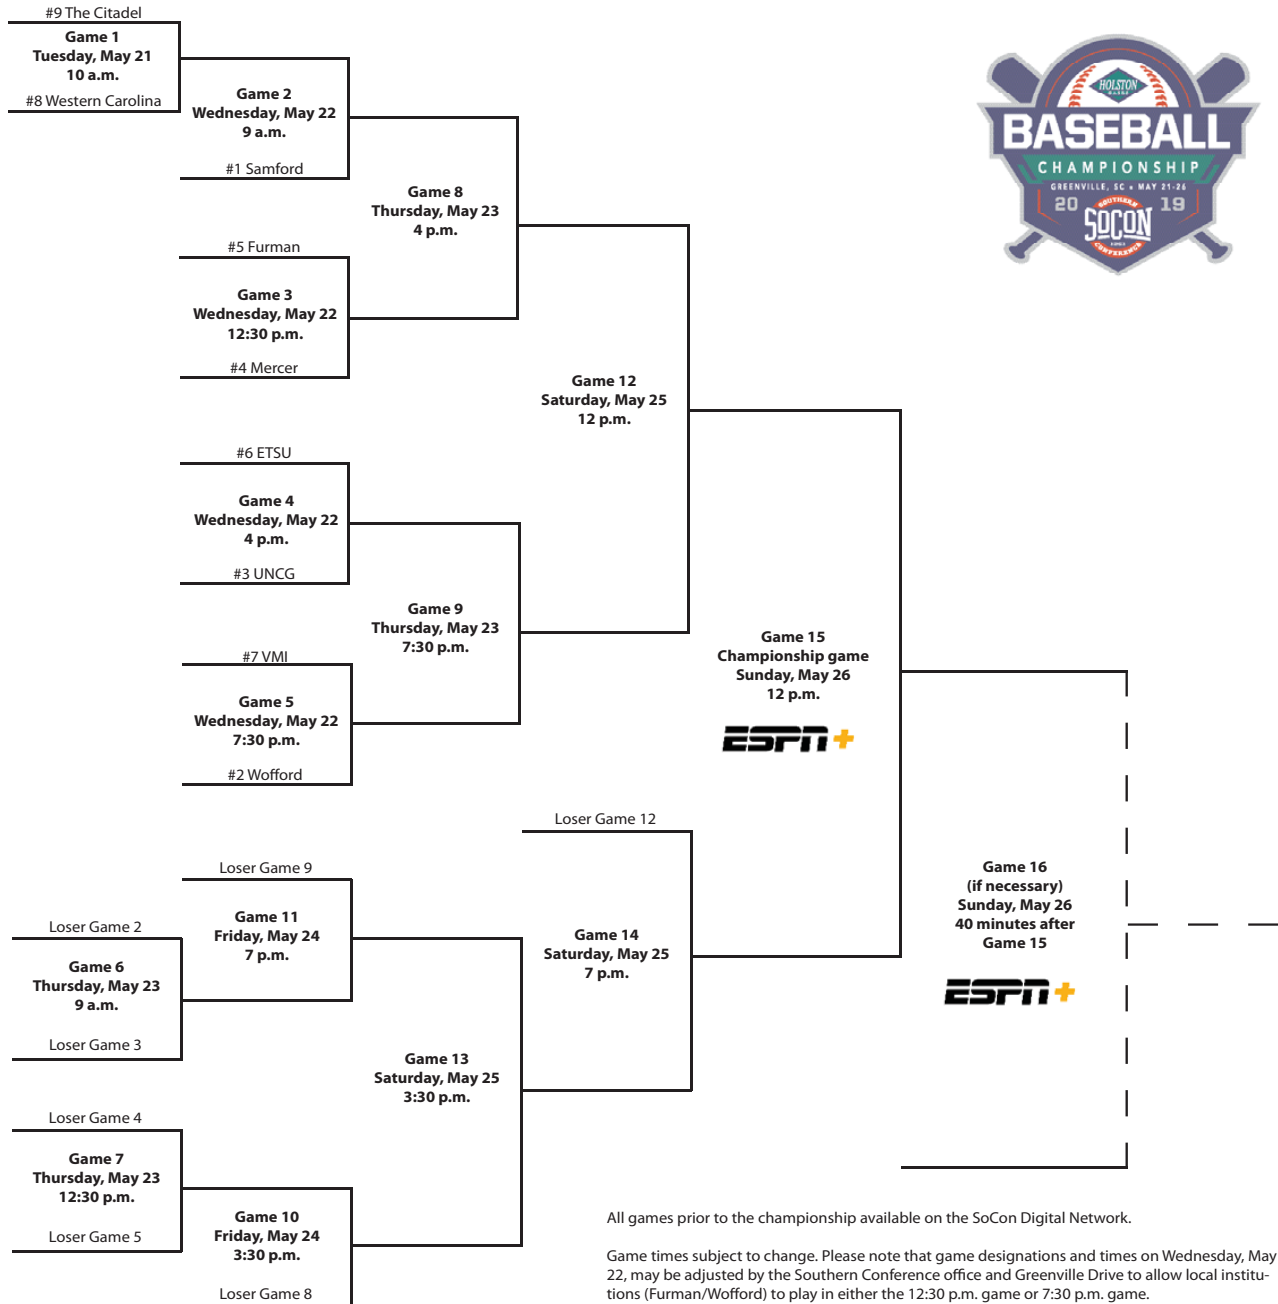 #9 The Citadel
Game 1
Tuesday, May 21
10 a.m.
#8 Western Carolina
Game 2
Wednesday, May 22
9 a.m.
#1 Samford
Game 8
Thursday, May 23
4 p.m.
#5 Furman
Game 3
Wednesday, May 22
12:30 p.m.
#4 Mercer
Game 12
Saturday, May 25
12 p.m.
#6 ETSU
Game 4
Wednesday, May 22
4 p.m.
#3 UNCG
Game 9
Thursday, May 23
7:30 p.m.
#7 VMI
Game 5
Wednesday, May 22
7:30 p.m.
#2 Wofford
Game 15
Championship game
Sunday, May 26
12 p.m.
ESPN+
Loser Game 12
Loser Game 9
Game 11
Friday, May 24
7 p.m.
Loser Game 2
Game 6
Thursday, May 23
9 a.m.
Loser Game 3
Game 14
Saturday, May 25
7 p.m.
Game 16
(if necessary)
Sunday, May 26
40 minutes after
Game 15
ESPN+
Game 13
Saturday, May 25
3:30 p.m.
Loser Game 4
Game 7
Thursday, May 23
12:30 p.m.
Loser Game 5
Game 10
Friday, May 24
3:30 p.m.
Loser Game 8
HOLSTON
BASEBALL
CHAMPIONSHIP
GREENVILLE, SC • MAY 21-26
20 19
SOUTHERN
SOCON
CONFERENCE
All games prior to the championship available on the SoCon Digital Network.
Game times subject to change. Please note that game designations and times on Wednesday, May
22, may be adjusted by the Southern Conference office and Greenville Drive to allow local institu-
tions (Furman/Wofford) to play in either the 12:30 p.m. game or 7:30 p.m. game.